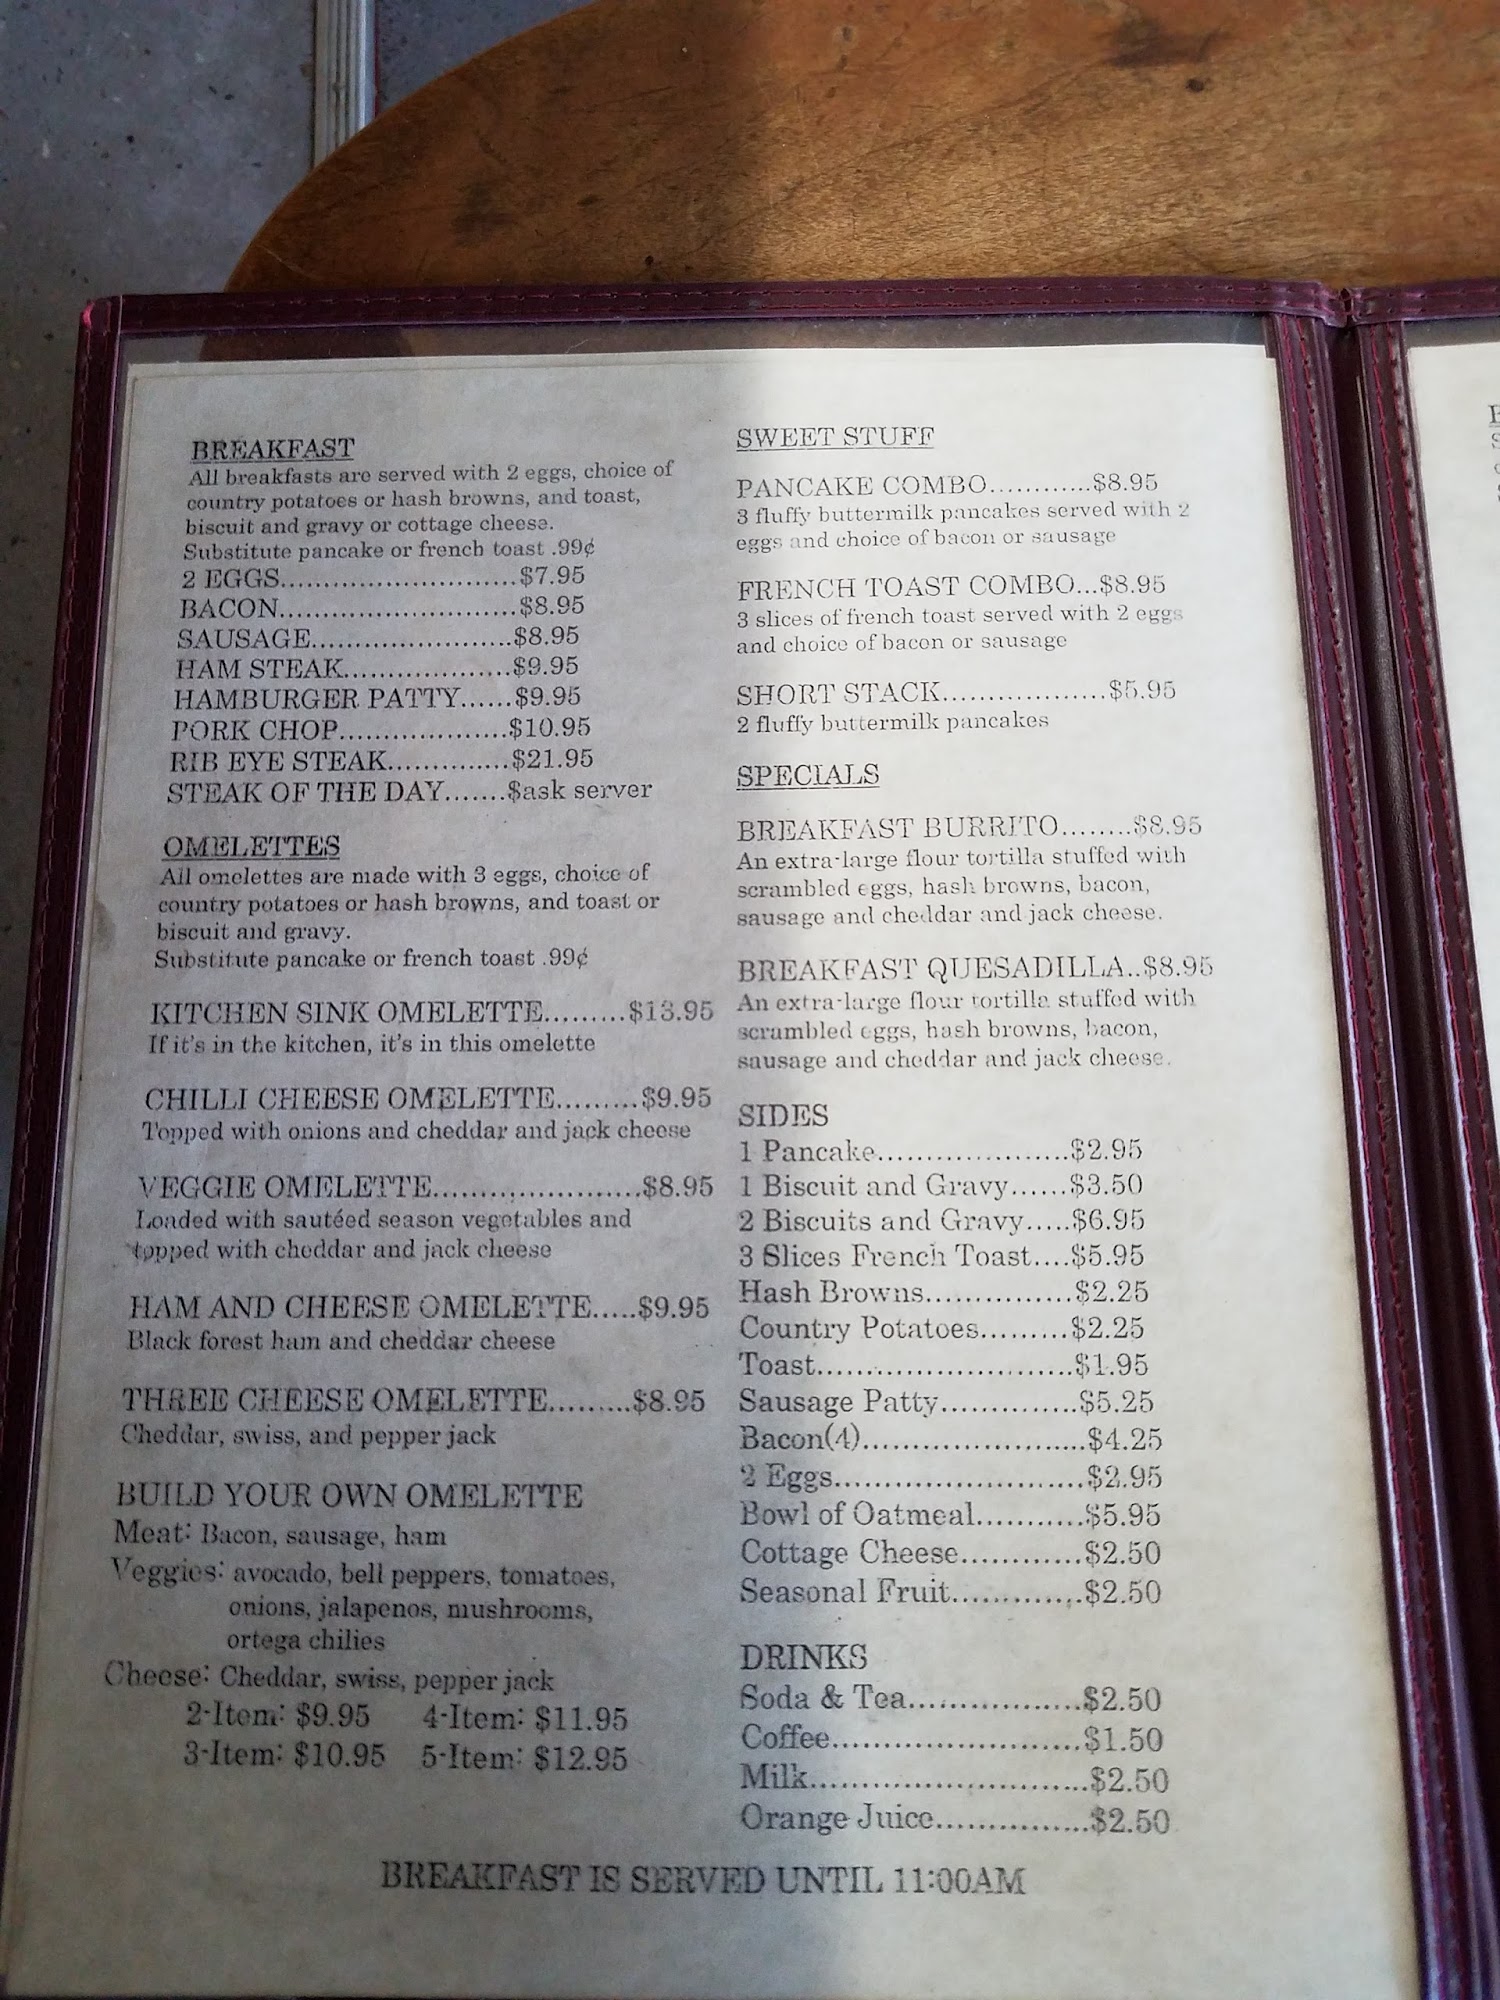 BREAKFAST
All breakfasts are served with 2 eggs, choice of
country potatoes or hash browns, and toast,
biscuit and gravy or cottage cheese.
Substitute pancake or french toast .99¢
2 EGGS............................$7.95
BACON............................$8.95
SAUSAGE.......................$8.95
HAM STEAK....................$9.95
HAMBURGER PATTY......$9.95
PORK CHOP....................$10.95
RIB EYE STEAK..............$21.95
STEAK OF THE DAY.......$ask server
OMELETTES
All omelettes are made with 3 eggs, choice of
country potatoes or hash browns, and toast or
biscuit and gravy.
Substitute pancake or french toast .99¢
KITCHEN SINK OMELETTE.........$13.95
If it's in the kitchen, it's in this omelette
CHILLI CHEESE OMELETTE.........$9.95
Topped with onions and cheddar and jack cheese
VEGGIE OMELETTE.......................$8.95
Loaded with sautéed season vegetables and
topped with cheddar and jack cheese
HAM AND CHEESE OMELETTE.....$9.95
Black forest ham and cheddar cheese
THREE CHEESE OMELETTE.........$8.95
Cheddar, swiss, and pepper jack
BUILD YOUR OWN OMELETTE
Meat: Bacon, sausage, ham
Veggies: avocado, bell peppers, tomatoes,
onions, jalapenos, mushrooms,
ortega chilies
Cheese: Cheddar, swiss, pepper jack
2-Item: $9.95 4-Item: $11.95
3-Item: $10.95 5-Item: $12.95
SWEET STUFF
PANCAKE COMBO............$8.95
3 fluffy buttermilk pancakes served with 2
eggs and choice of bacon or sausage
FRENCH TOAST COMBO...$8.95
3 slices of french toast served with 2 eggs
and choice of bacon or sausage
SHORT STACK..................$5.95
2 fluffy buttermilk pancakes
SPECIALS
BREAKFAST BURRITO........$8.95
An extra-large flour tortilla stuffed with
scrambled eggs, hash browns, bacon,
sausage and cheddar and jack cheese.
BREAKFAST QUESADILLA..$8.95
An extra-large flour tortilla stuffed with
scrambled eggs, hash browns, bacon,
sausage and cheddar and jack cheese.
SIDES
1 Pancake.....................$2.95
1 Biscuit and Gravy......$3.50
2 Biscuits and Gravy.....$6.95
3 Slices French Toast....$5.95
Hash Browns................$2.25
Country Potatoes.........$2.25
Toast............................$1.95
Sausage Patty..............$5.25
Bacon(4)........................$4.25
2 Eggs...........................$2.95
Bowl of Oatmeal...........$5.95
Cottage Cheese............$2.50
Seasonal Fruit.............$2.50
DRINKS
Soda & Tea.................$2.50
Coffee.........................$1.50
Milk............................$2.50
Orange Juice...............$2.50
BREAKFAST IS SERVED UNTIL 11:00AM